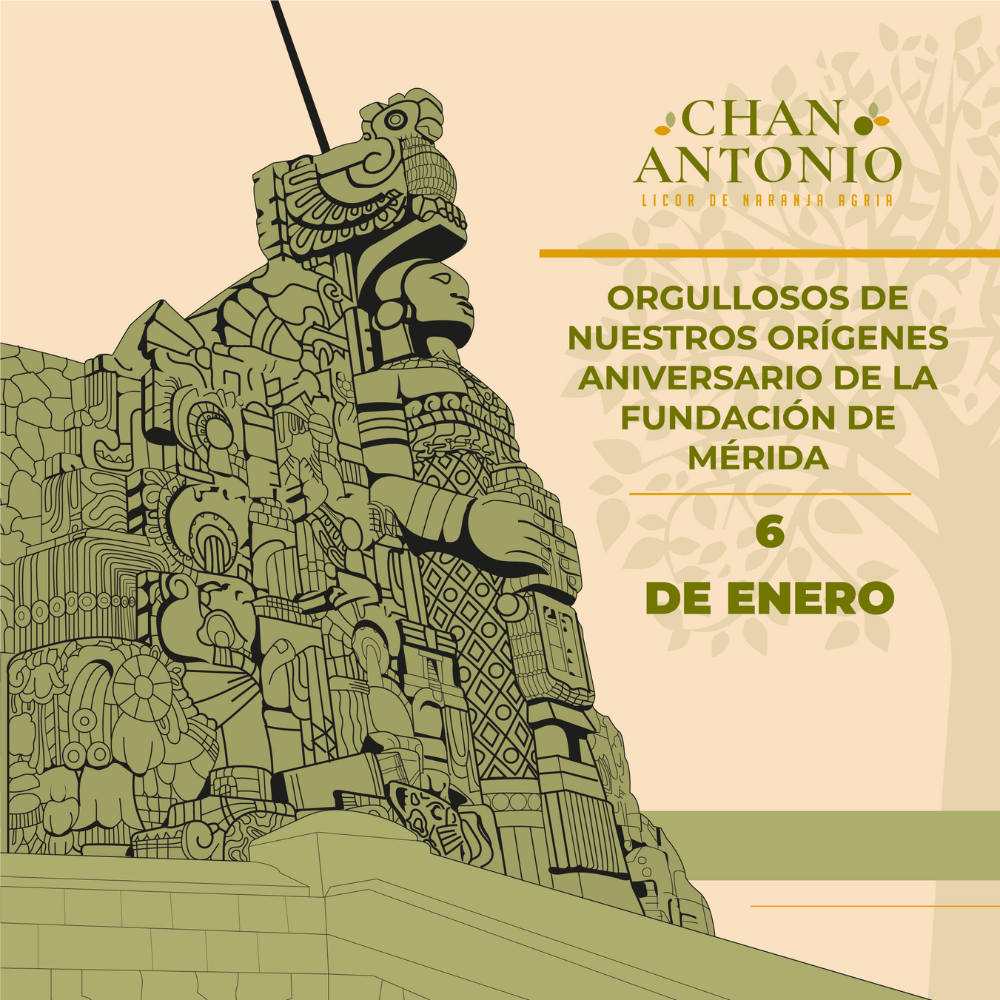 CHAN
ANTONIO
LICOR DE NARANJA AGRIA
ORGULLOSOS DE
NUESTROS ORÍGENES
ANIVERSARIO DE LA
FUNDACIÓN DE
MÉRIDA
6
DE ENERO